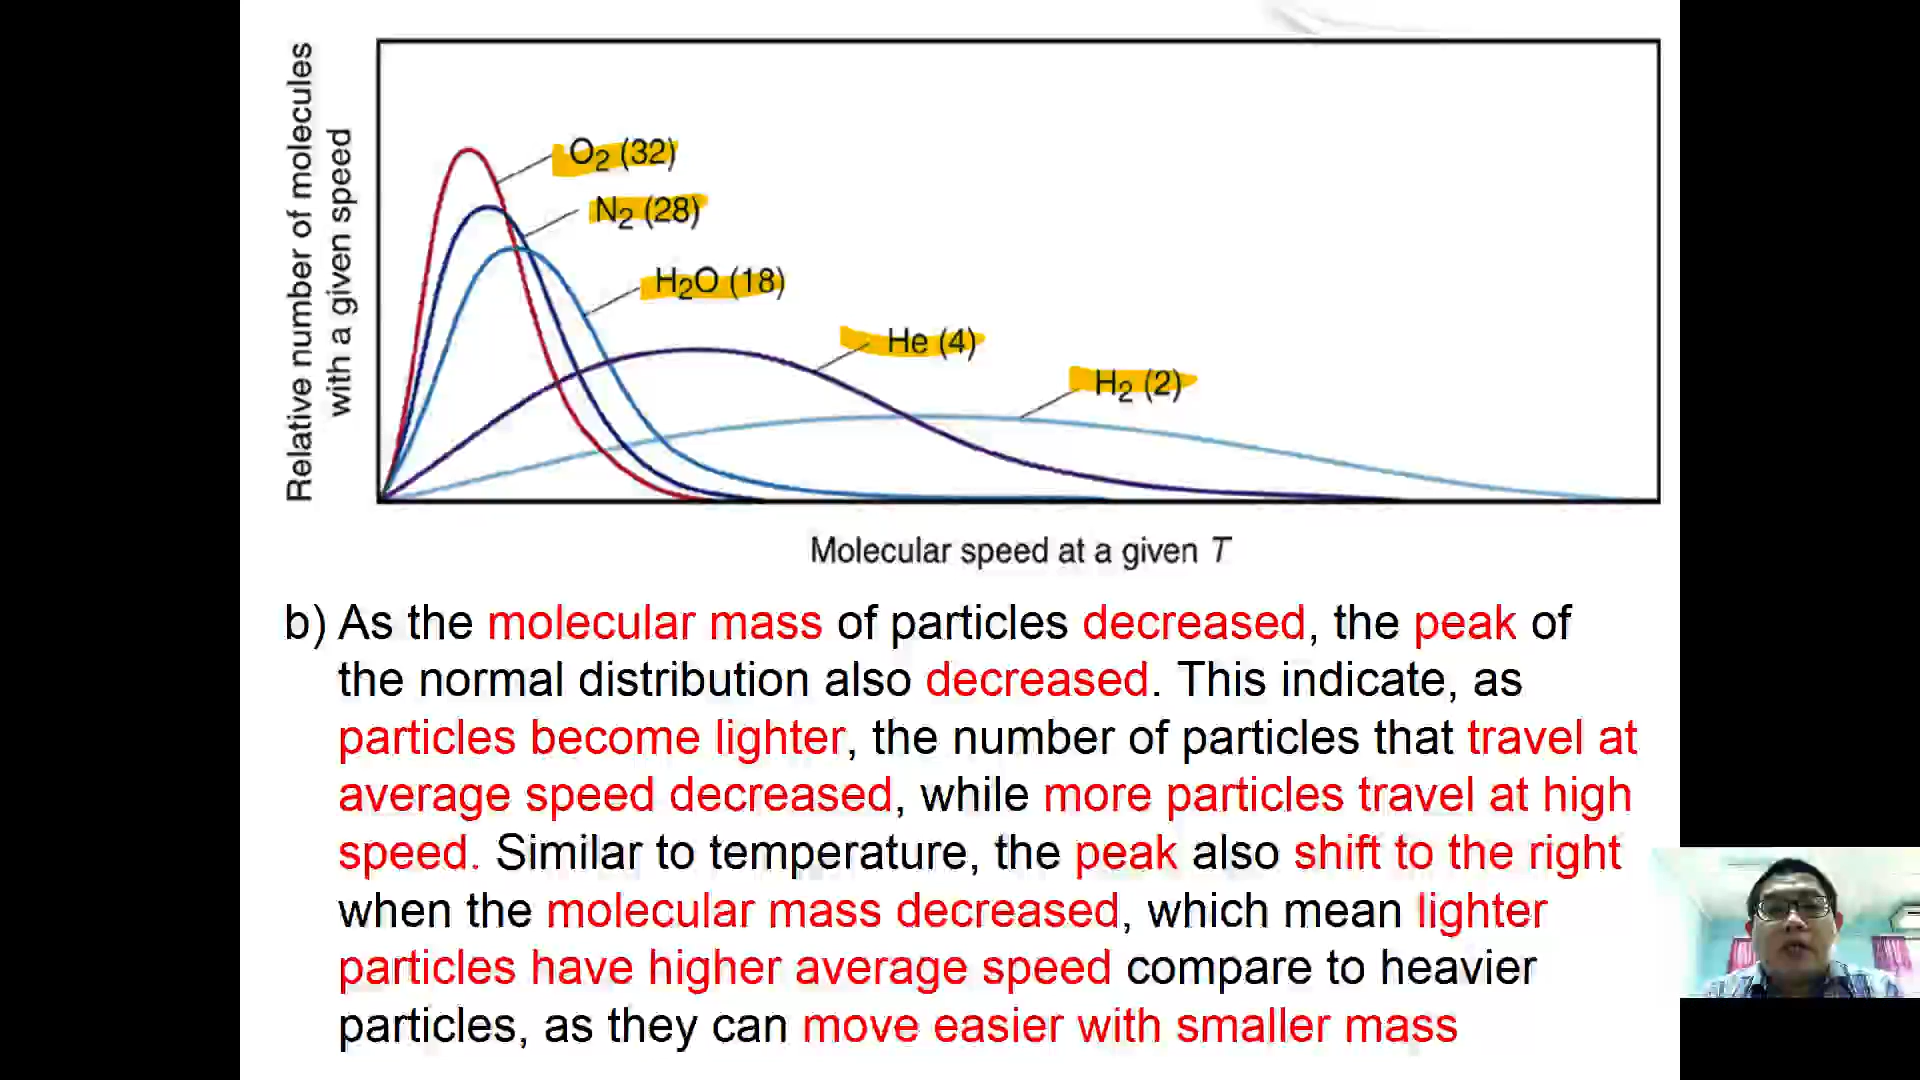 Relative number of molecules
with a given speed
O₂ (32)
N₂ (28)
H₂O (18)
He (4)
H₂ (2)
Molecular speed at a given T
b) As the molecular mass of particles decreased, the peak of
the normal distribution also decreased. This indicate, as
particles become lighter, the number of particles that travel at
average speed decreased, while more particles travel at high
speed. Similar to temperature, the peak also shift to the right
when the molecular mass decreased, which mean lighter
particles have higher average speed compare to heavier
particles, as they can move easier with smaller mass